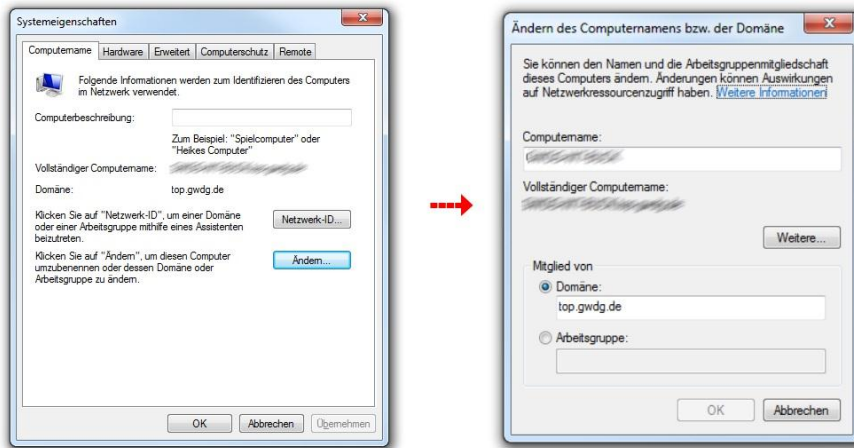 Systemeigenschaften
Computername Hardware Erweitert Computerschutz Remote
Folgende Informationen werden zum Identifizieren des Computers
im Netzwerk verwendet.
Computerbeschreibung:
Zum Beispiel: "Spielcomputer" oder
"Heikes Computer"
Vollständiger Computername:
Domäne: top.gwdg.de
Klicken Sie auf "Netzwerk-ID", um einer Domäne
oder einer Arbeitsgruppe mithilfe eines Assistenten
beizutreten.
Netzwerk-ID...
Klicken Sie auf "Ändern", um diesen Computer
umzubenennen oder dessen Domäne oder
Arbeitsgruppe zu ändern.
Ändern...
OK Abbrechen Übernehmen
Ändern des Computernamens bzw. der Domäne
Sie können den Namen und die Arbeitsgruppenmitgliedschaft
dieses Computers ändern. Änderungen können Auswirkungen
auf Netzwerkressourcenzugriff haben. Weitere Informationen
Computername:
Vollständiger Computername:
Weitere...
Mitglied von
Domäne:
top.gwdg.de
Arbeitsgruppe:
OK Abbrechen